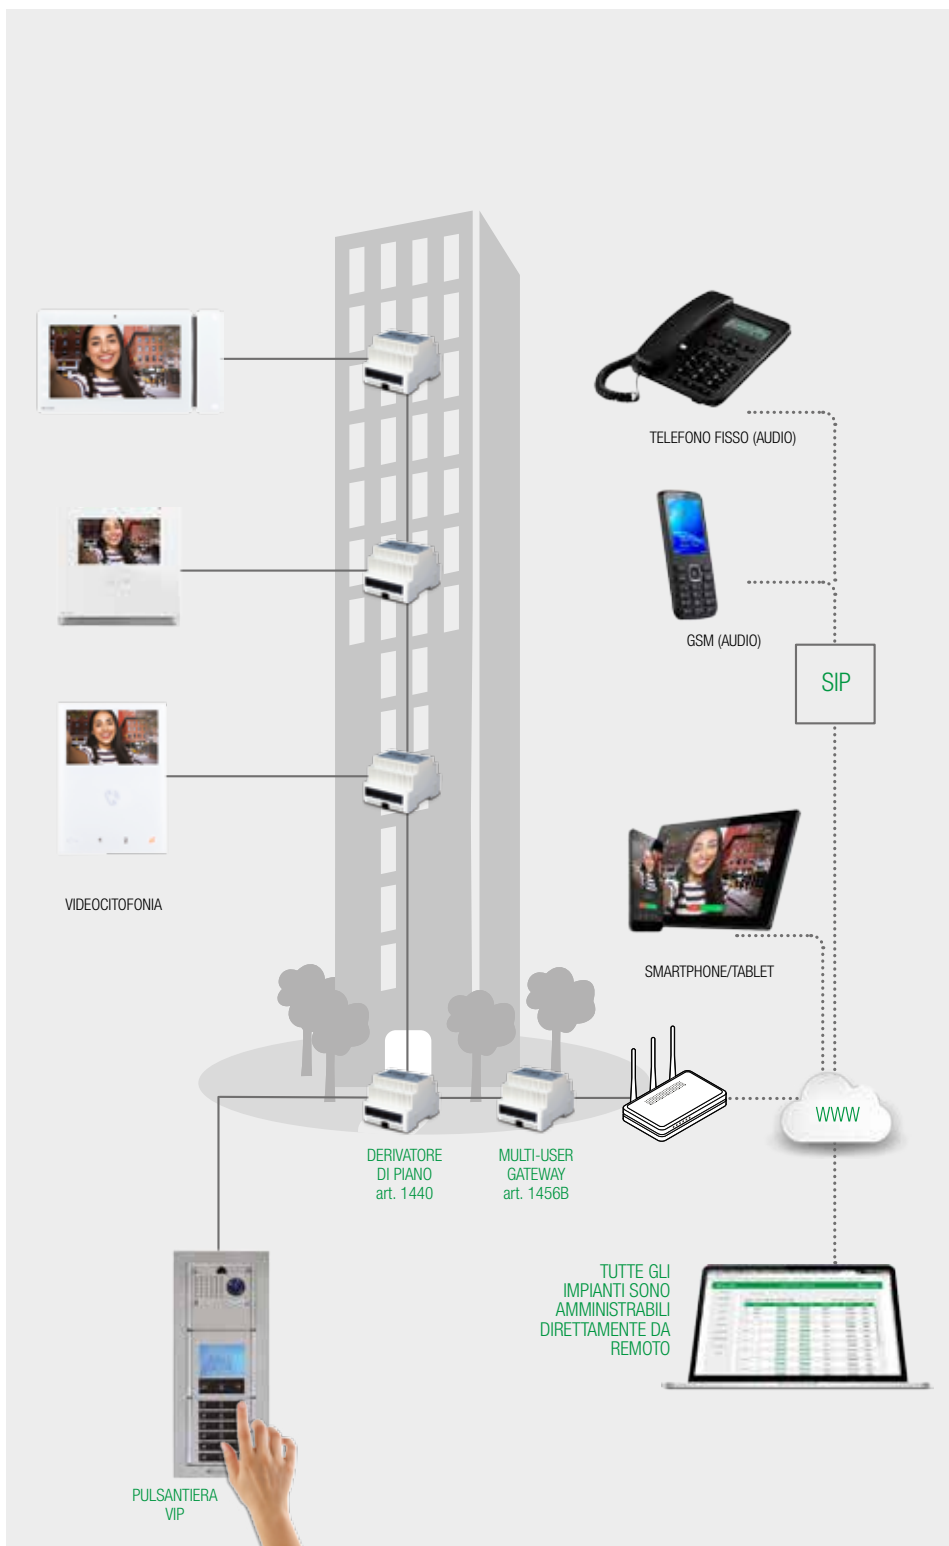 TELEFONO FISSO (AUDIO)
GSM (AUDIO)
SIP
VIDEOCITOFONIA
SMARTPHONE/TABLET
WWW
DERIVATORE
DI PIANO
art. 1440
MULTI-USER
GATEWAY
art. 1456B
TUTTE GLI
IMPIANTI SONO
AMMINISTRABILI
DIRETTAMENTE DA
REMOTO
PULSANTIERA
VIP